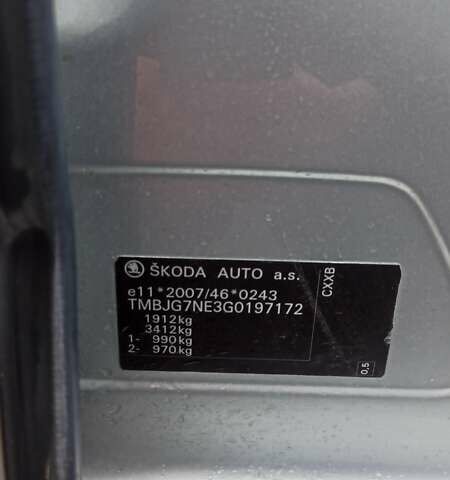 ŠKODA AUTO a.s.
e11*2007/46*0243
TMBJG7NE3G0197172
1912kg
3412kg
1- 990kg
2- 970kg
CXXB
0.5